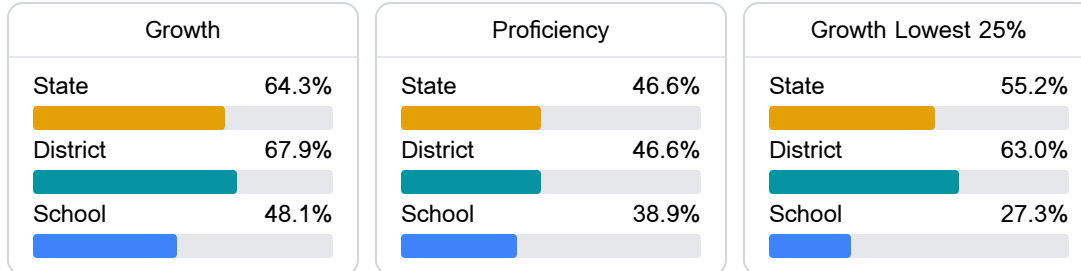 Growth
State 64.3%
District 67.9%
School 48.1%
Proficiency
State 46.6%
District 46.6%
School 38.9%
Growth Lowest 25%
State 55.2%
District 63.0%
School 27.3%